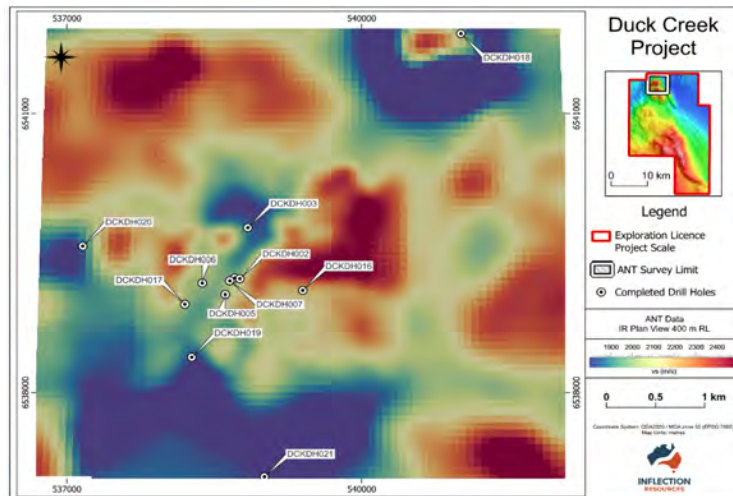 537000
540000
Duck Creek
Project
DCKDH018
6541000
6541000
DCKDH003
0
10 km
DCKDH020
Legend
DCKDH006
DCKDH002
DCKDH016
Exploration Licence
Project Scale
DCKDH017
ANT Survey Limit
DCKDH007
DCKDH005
Completed Drill Holes
DCKDH019
ANT Data
IR Plan View 400 m RL
1900 2000 2100 2200 2300 2400
vs (m/s)
6538000
6538000
0 0.5 1 km
Map Units: metres
DCKDH021
INFLECTION
RESOURCES
537000
540000